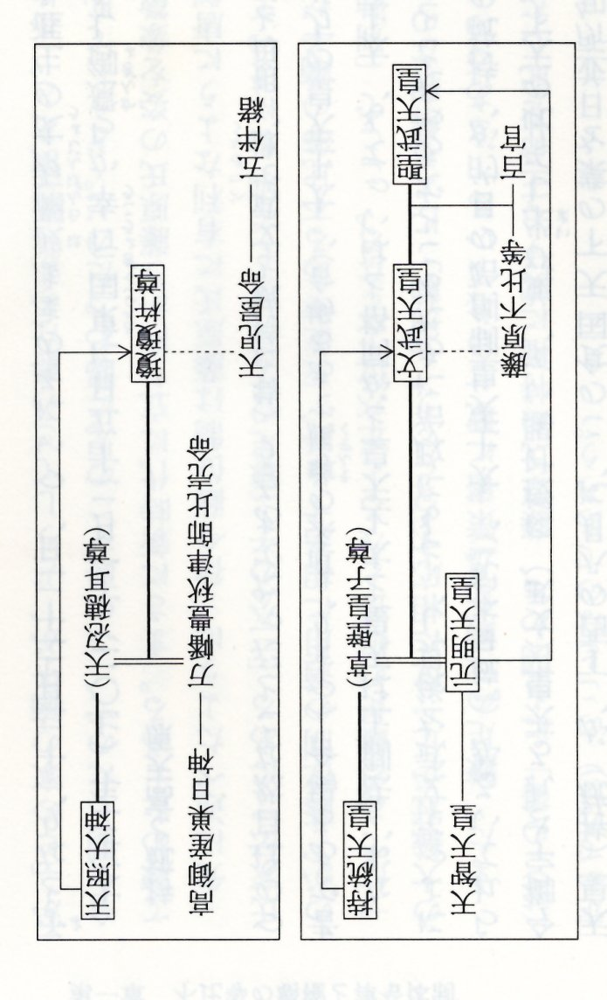 天照大神
(天忍穂耳尊)
高御産巣日神
万幡豊秋津師比売命
瓊瓊杵尊
天児屋命
五伴緒
持統天皇
(草壁皇子尊)
天智天皇
元明天皇
文武天皇
藤原不比等
百官
聖武天皇